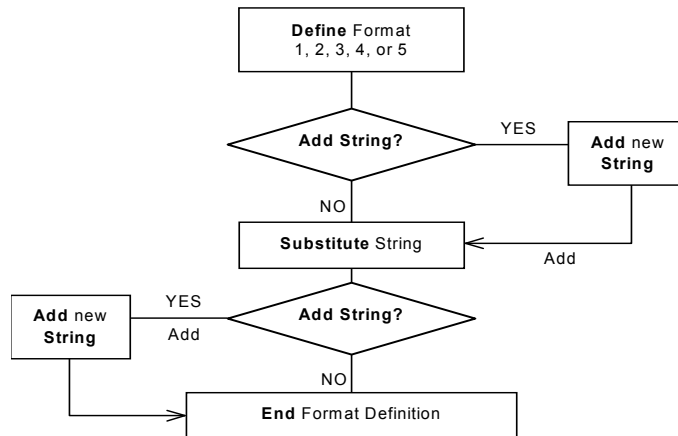 Define Format
1, 2, 3, 4, or 5
Add String?
YES
Add new
String
NO
Substitute String
Add
Add new
String
YES
Add
Add String?
NO
End Format Definition